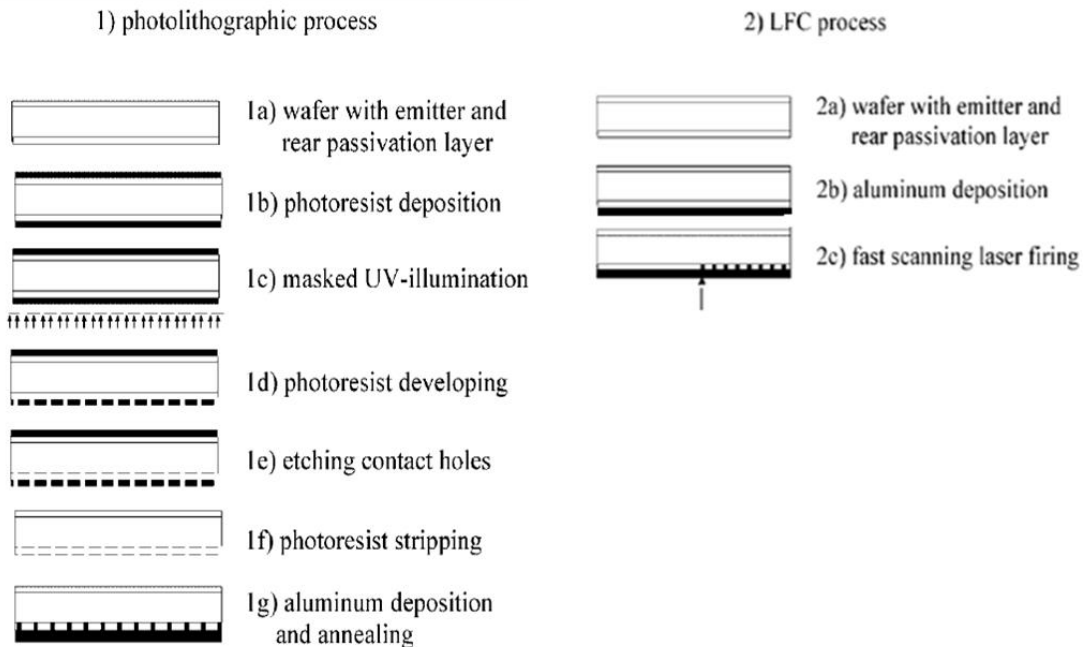 1) photolithographic process
1a) wafer with emitter and
rear passivation layer
1b) photoresist deposition
1c) masked UV-illumination
1d) photoresist developing
1e) etching contact holes
1f) photoresist stripping
1g) aluminum deposition
and annealing
2) LFC process
2a) wafer with emitter and
rear passivation layer
2b) aluminum deposition
2c) fast scanning laser firing